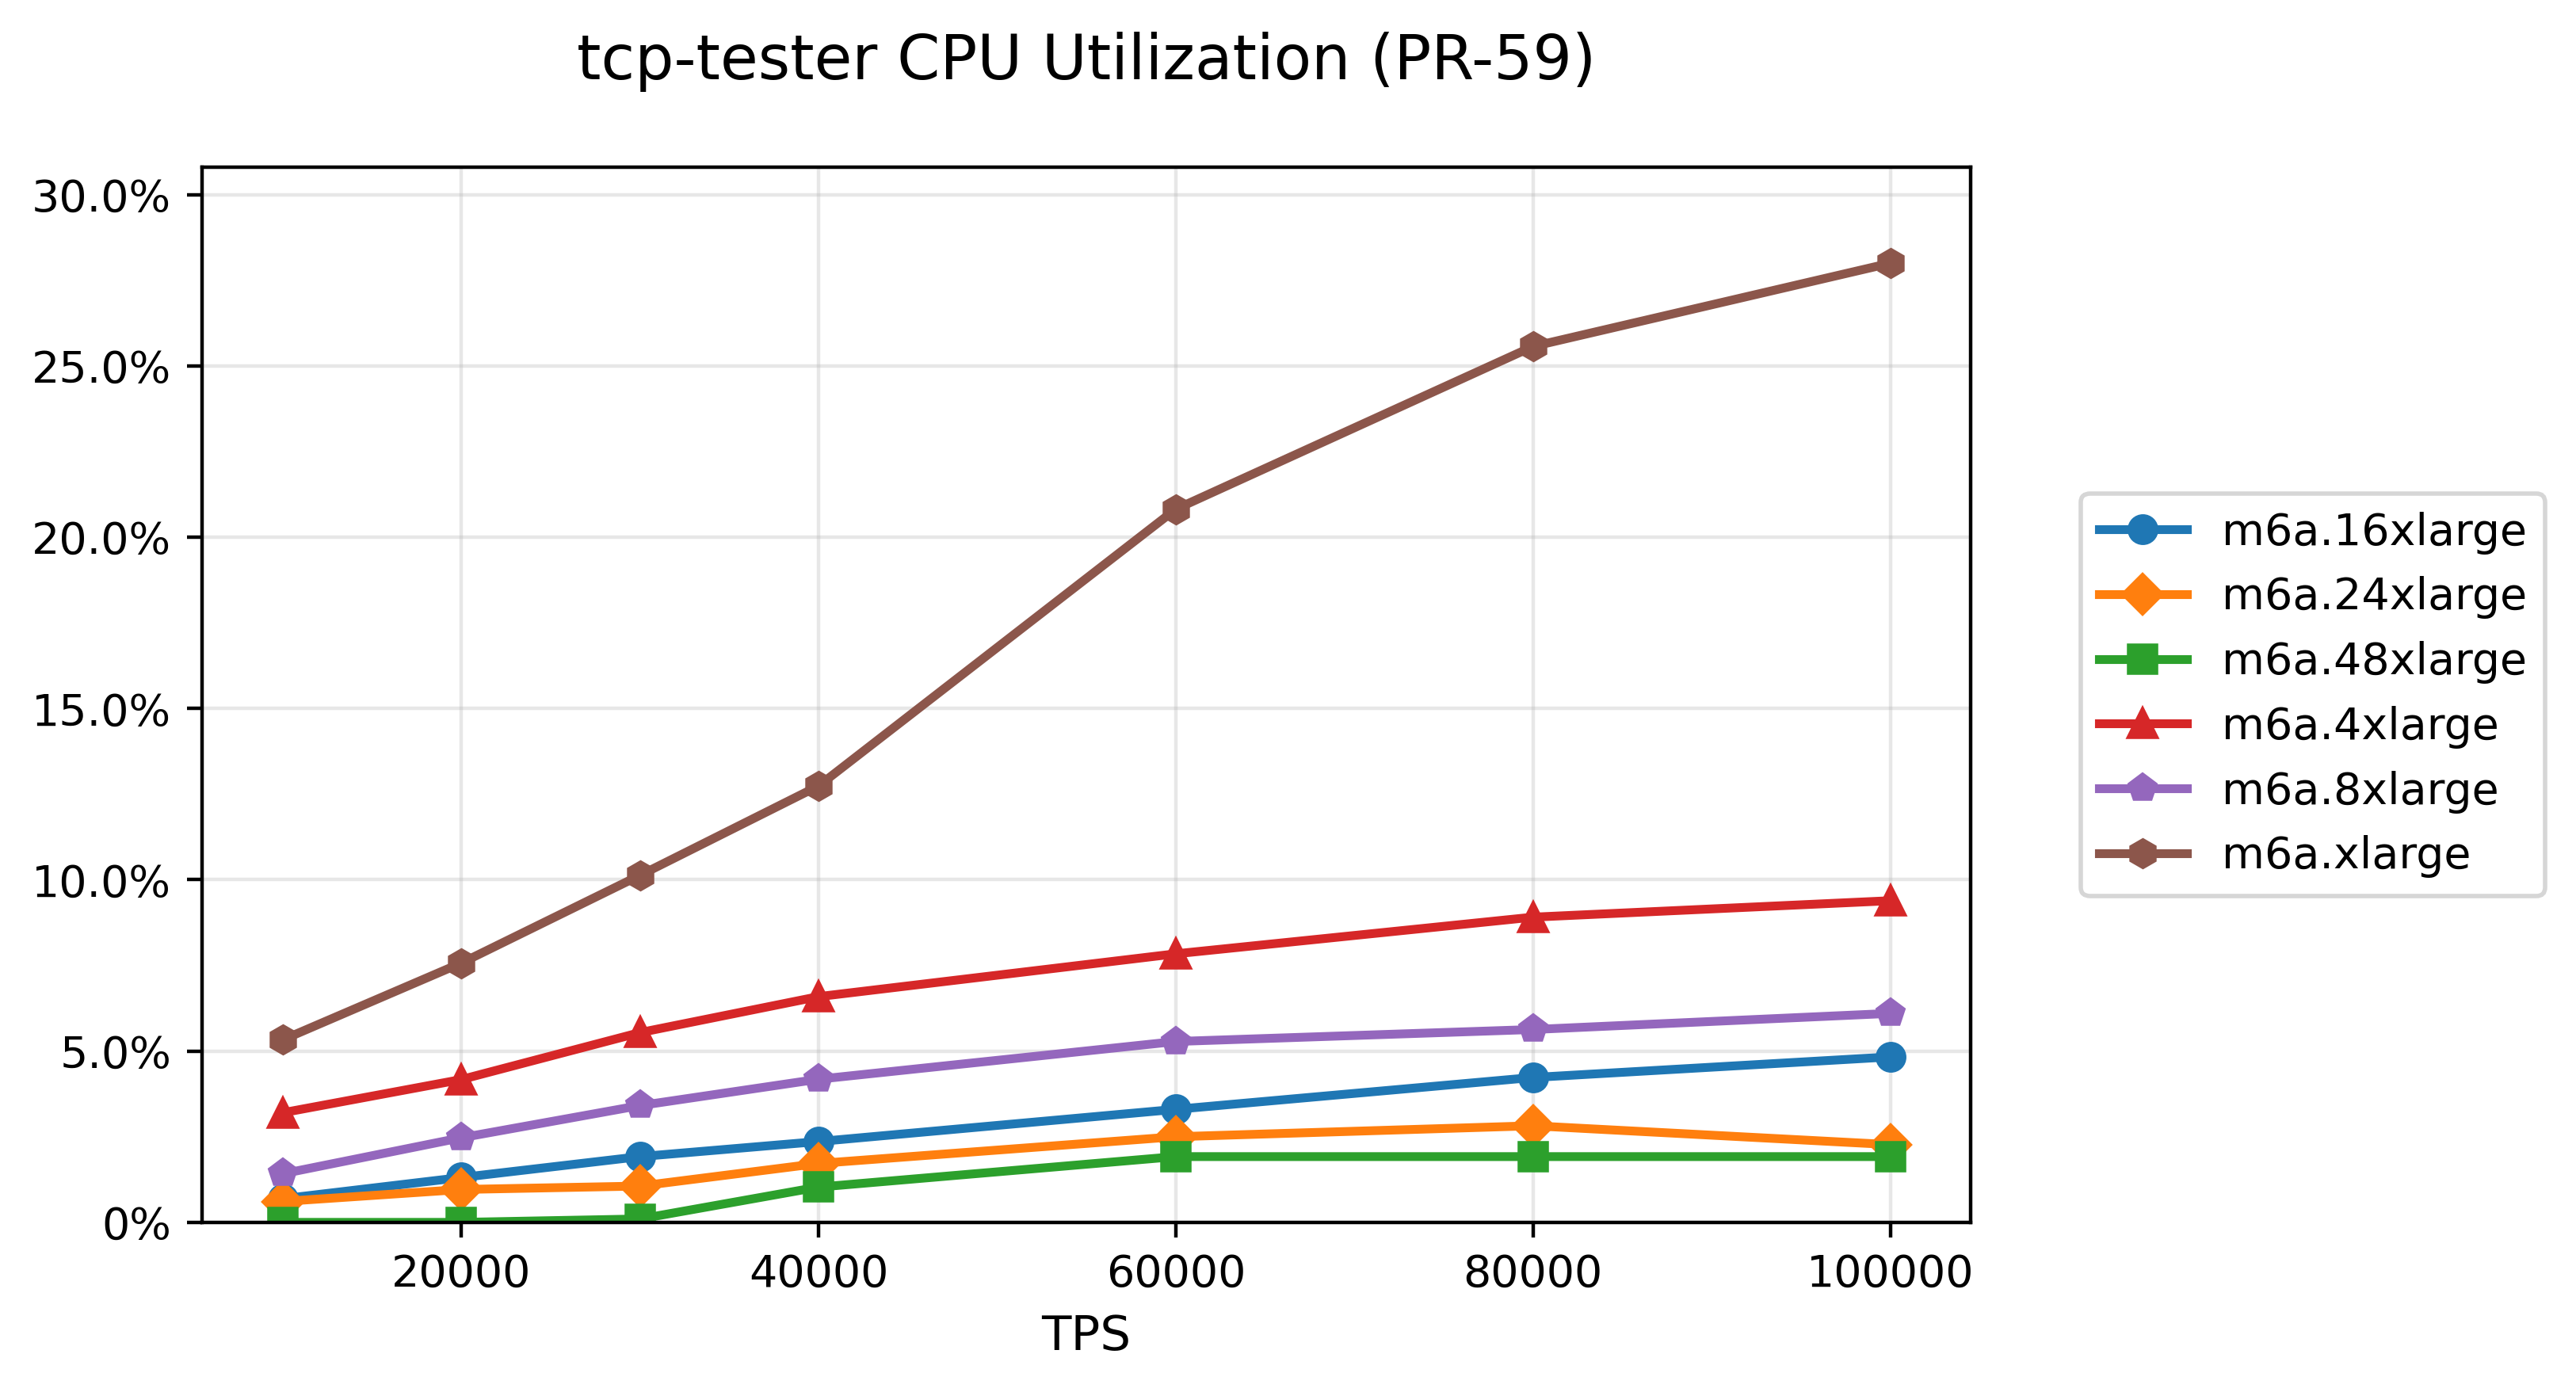 tcp-tester CPU Utilization (PR-59)
30.0%
25.0%
20.0%
15.0%
10.0%
5.0%
0%
20000
40000
60000
80000
100000
TPS
m6a.16xlarge
m6a.24xlarge
m6a.48xlarge
m6a.4xlarge
m6a.8xlarge
m6a.xlarge